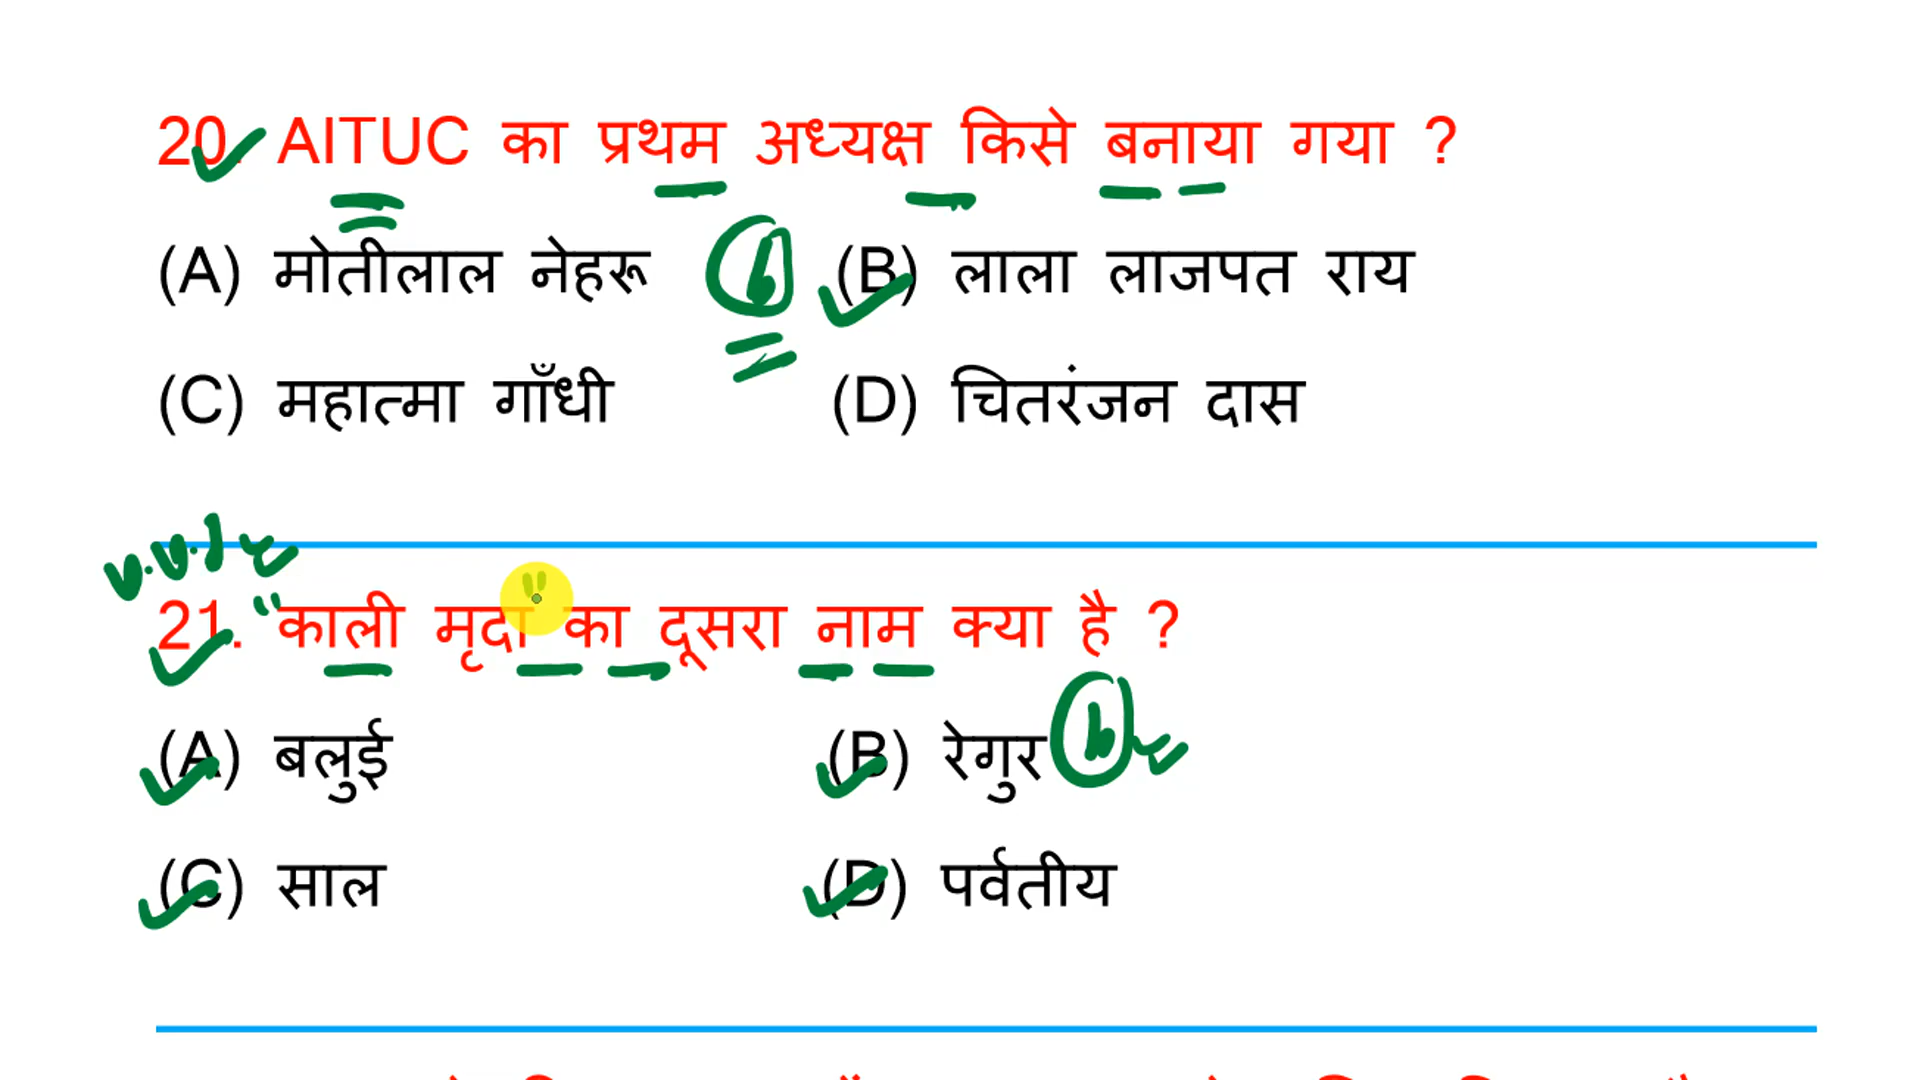 20. AITUC का प्रथम अध्यक्ष किसे बनाया गया ?
(A) मोतीलाल नेहरू b (B) लाला लाजपत राय
(C) महात्मा गाँधी (D) चितरंजन दास
21. "काली मृदा" का दूसरा नाम क्या है ?
(A) बलुई (B) रेगुर b
(C) साल (D) पर्वतीय